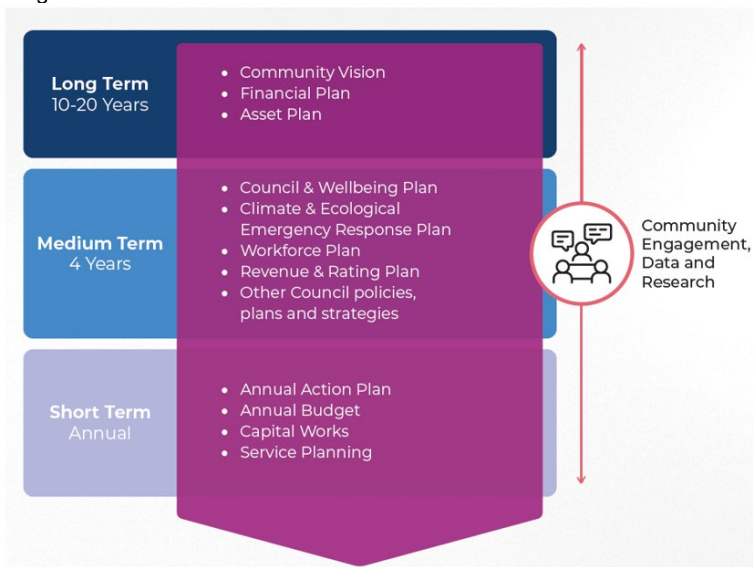 Long Term
10-20 Years
• Community Vision
• Financial Plan
• Asset Plan
Medium Term
4 Years
• Council & Wellbeing Plan
• Climate & Ecological
Emergency Response Plan
• Workforce Plan
• Revenue & Rating Plan
• Other Council policies,
plans and strategies
Short Term
Annual
• Annual Action Plan
• Annual Budget
• Capital Works
• Service Planning
Community
Engagement,
Data and
Research